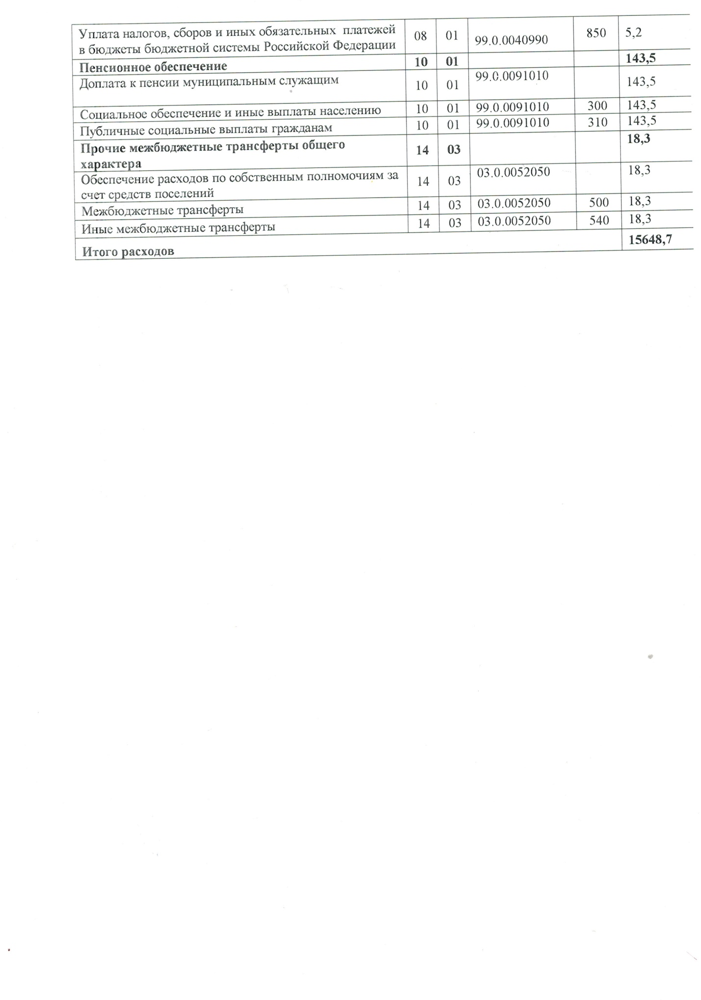 Уплата налогов, сборов и иных обязательных платежей
в бюджеты бюджетной системы Российской Федерации 08 01 99.0.0040990 850 5,2
Пенсионное обеспечение 10 01 143,5
Доплата к пенсии муниципальным служащим 10 01 99.0.0091010 143,5
Социальное обеспечение и иные выплаты населению 10 01 99.0.0091010 300 143,5
Публичные социальные выплаты гражданам 10 01 99.0.0091010 310 143,5
Прочие межбюджетные трансферты общего
характера 14 03 18,3
Обеспечение расходов по собственным полномочиям за
счет средств поселений 14 03 03.0.0052050 18,3
Межбюджетные трансферты 14 03 03.0.0052050 500 18,3
Иные межбюджетные трансферты 14 03 03.0.0052050 540 18,3
Итого расходов 15648,7